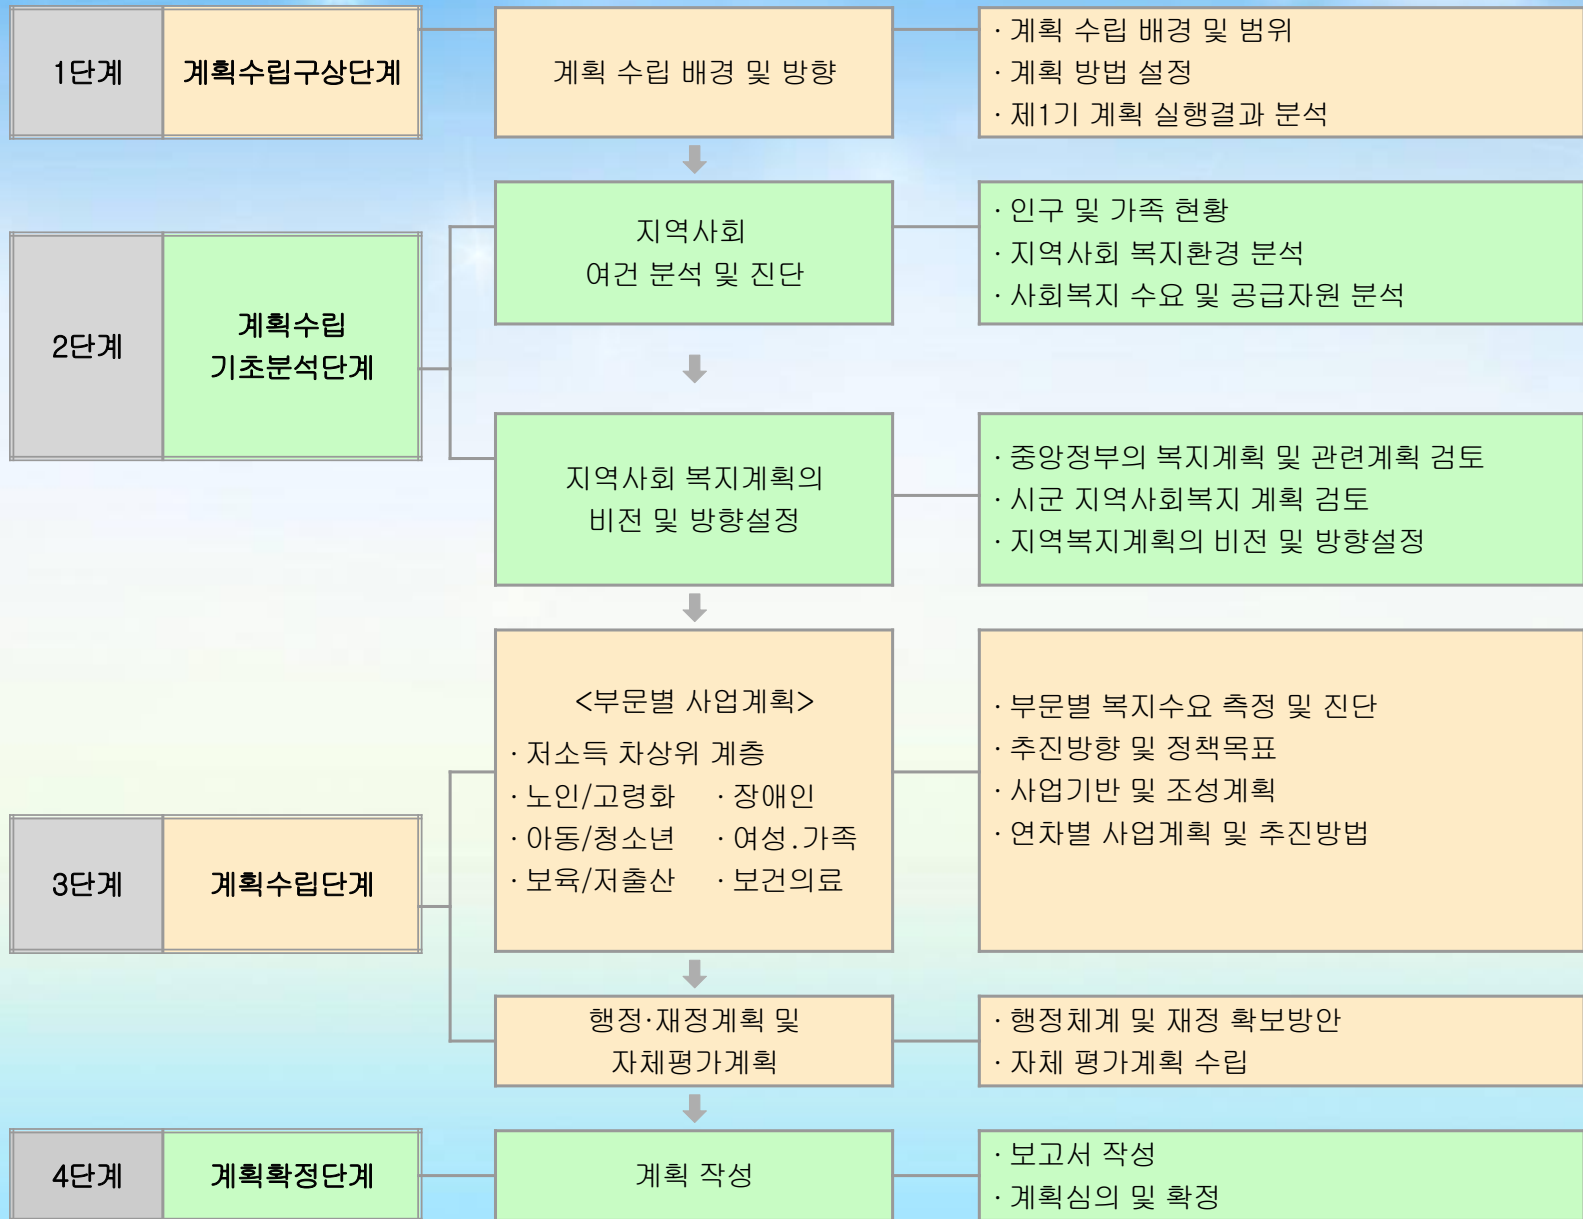 1단계
계획수립구상단계
계획 수립 배경 및 방향
· 계획 수립 배경 및 범위
· 계획 방법 설정
· 제1기 계획 실행결과 분석
2단계
계획수립
기초분석단계
지역사회
여건 분석 및 진단
· 인구 및 가족 현황
· 지역사회 복지환경 분석
· 사회복지 수요 및 공급자원 분석
지역사회 복지계획의
비전 및 방향설정
· 중앙정부의 복지계획 및 관련계획 검토
· 시군 지역사회복지 계획 검토
· 지역복지계획의 비전 및 방향설정
3단계
계획수립단계
<부문별 사업계획>
· 저소득 차상위 계층
· 노인/고령화 · 장애인
· 아동/청소년 · 여성.가족
· 보육/저출산 · 보건의료
· 부문별 복지수요 측정 및 진단
· 추진방향 및 정책목표
· 사업기반 및 조성계획
· 연차별 사업계획 및 추진방법
행정·재정계획 및
자체평가계획
· 행정체계 및 재정 확보방안
· 자체 평가계획 수립
4단계
계획확정단계
계획 작성
· 보고서 작성
· 계획심의 및 확정